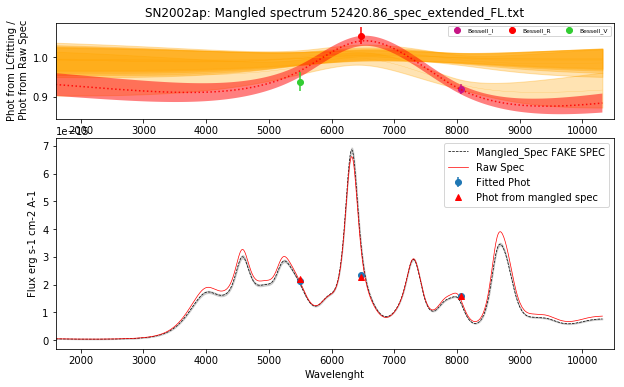 SN2002ap: Mangled spectrum 52420.86_spec_extended_FL.txt
Phot from LCfitting /
Phot from Raw Spec
1.0
0.9
Bessell_I
Bessell_R
Bessell_V
2000 3000 4000 5000 6000 7000 8000 9000 10000
Flux erg s-1 cm-2 A-1
7
6
5
4
3
2
1
0
Mangled_Spec FAKE SPEC
Raw Spec
Fitted Phot
Phot from mangled spec
2000 3000 4000 5000 6000 7000 8000 9000 10000
Wavelenght